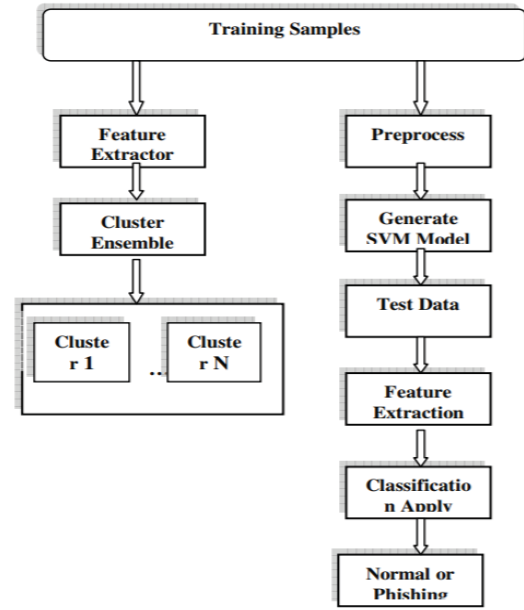 Training Samples
Feature
Extractor
Cluster
Ensemble
Cluste
r 1
...
Cluste
r N
Preprocess
Generate
SVM Model
Test Data
Feature
Extraction
Classificatio
n Apply
Normal or
Phishing